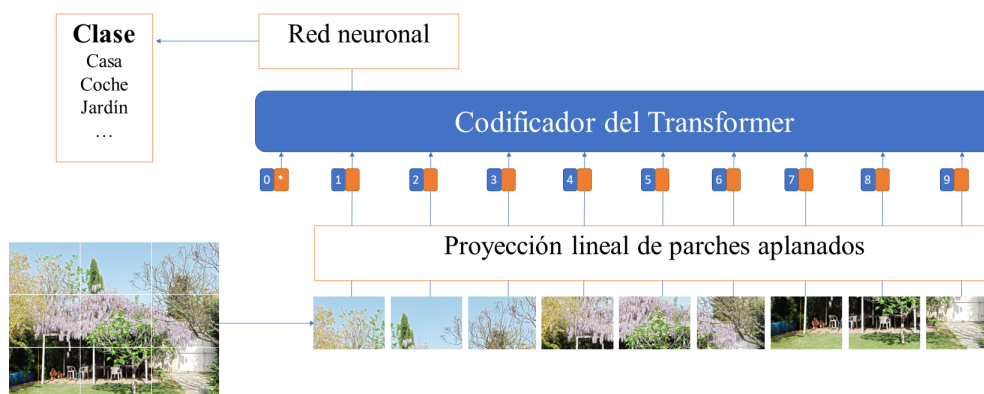 Clase
Casa
Coche
Jardín
…
Red neuronal
Codificador del Transformer
0 * 1 2 3 4 5 6 7 8 9
Proyección lineal de parches aplanados